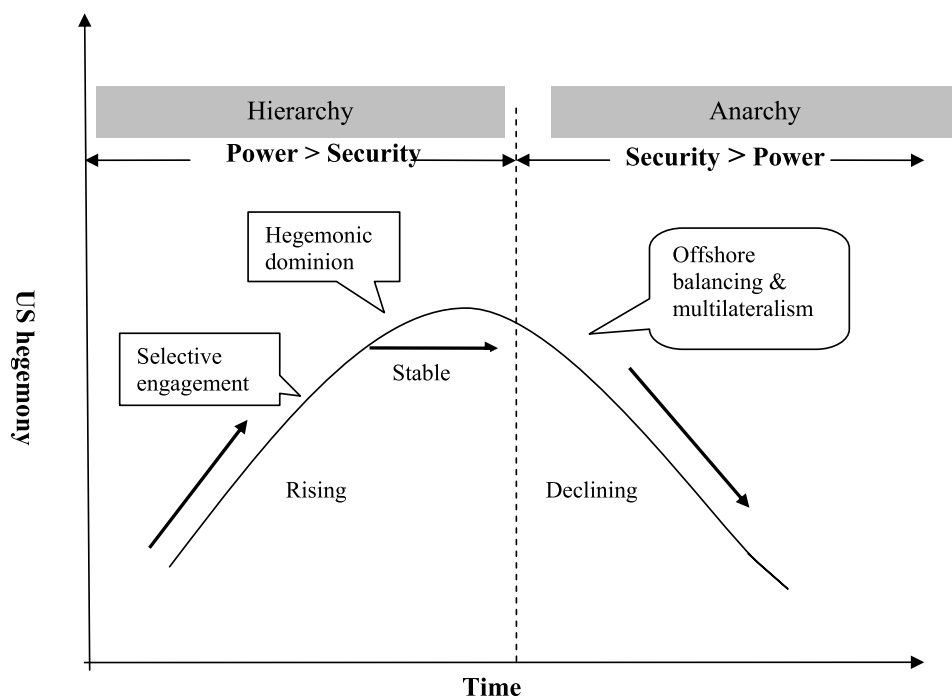 Hierarchy
Anarchy
Power > Security
Security > Power
Hegemonic
dominion
Offshore
balancing &
multilateralism
Selective
engagement
Stable
US hegemony
Rising
Declining
Time